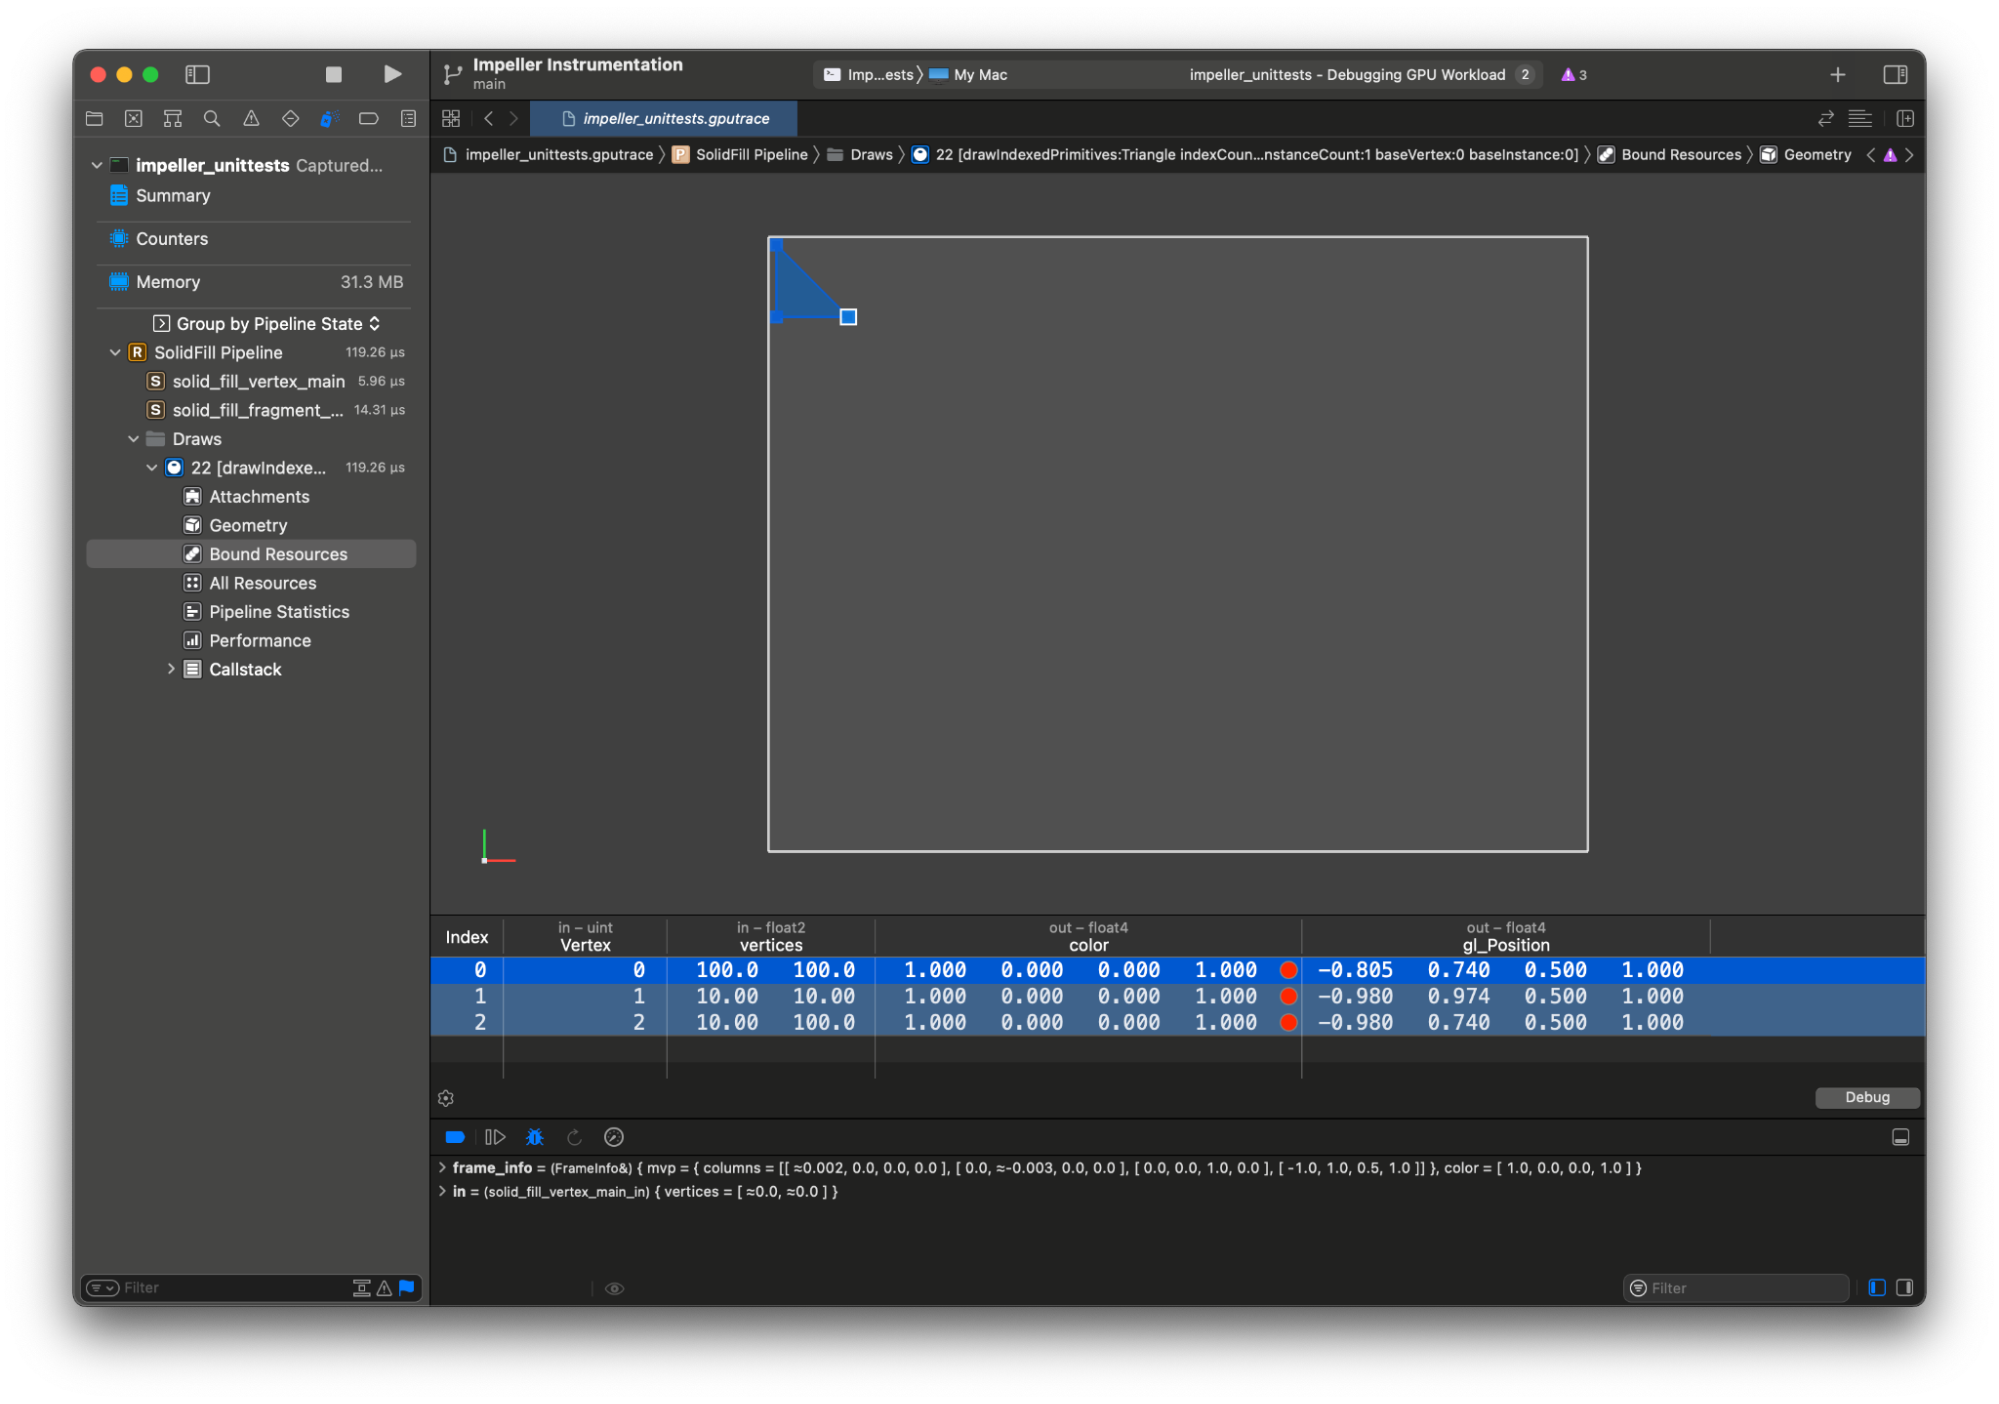 Impeller Instrumentation
main
Imp...ests 〉 My Mac
impeller_unittests - Debugging GPU Workload 2
3
impeller_unittests.gputrace
impeller_unittests.gputrace 〉 P SolidFill Pipeline 〉 Draws 〉 22 [drawIndexedPrimitives:Triangle indexCoun...nstanceCount:1 baseVertex:0 baseInstance:0] 〉 Bound Resources 〉 Geometry
impeller_unittests Captured...
Summary
Counters
Memory 31.3 MB
Group by Pipeline State
R SolidFill Pipeline 119.26 µs
S solid_fill_vertex_main 5.96 µs
S solid_fill_fragment_... 14.31 µs
Draws
22 [drawIndexe... 119.26 µs
Attachments
Geometry
Bound Resources
All Resources
Pipeline Statistics
Performance
Callstack
Filter
Index
in – uint
Vertex
in – float2
vertices
out – float4
color
out – float4
gl_Position
0 0 100.0 100.0 1.000 0.000 0.000 1.000 −0.805 0.740 0.500 1.000
1 1 10.00 10.00 1.000 0.000 0.000 1.000 −0.980 0.974 0.500 1.000
2 2 10.00 100.0 1.000 0.000 0.000 1.000 −0.980 0.740 0.500 1.000
Debug
frame_info = (FrameInfo&) { mvp = { columns = [[ ≈0.002, 0.0, 0.0, 0.0 ], [ 0.0, ≈-0.003, 0.0, 0.0 ], [ 0.0, 0.0, 1.0, 0.0 ], [ -1.0, 1.0, 0.5, 1.0 ]] }, color = [ 1.0, 0.0, 0.0, 1.0 ] }
in = (solid_fill_vertex_main_in) { vertices = [ ≈0.0, ≈0.0 ] }
Filter